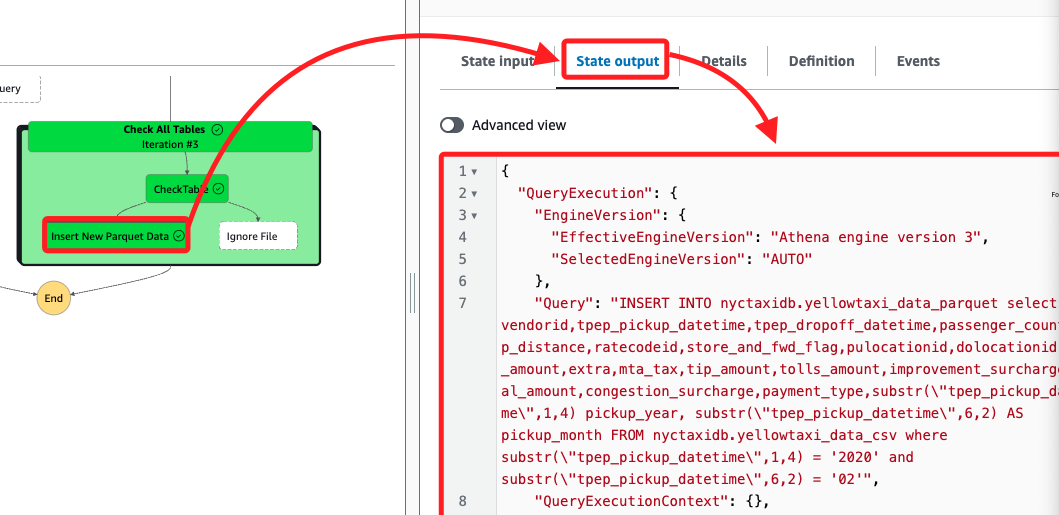 Check All Tables
Iteration #3
CheckTable
Insert New Parquet Data
Ignore File
End
State input
State output
Details
Definition
Events
Advanced view
1 {
2 "QueryExecution": {
3 "EngineVersion": {
4 "EffectiveEngineVersion": "Athena engine version 3",
5 "SelectedEngineVersion": "AUTO"
6 },
7 "Query": "INSERT INTO nyctaxidb.yellowtaxi_data_parquet select
vendorid,tpep_pickup_datetime,tpep_dropoff_datetime,passenger_coun
p_distance,ratecodeid,store_and_fwd_flag,pulocationid,dolocationid
_amount,extra,mta_tax,tip_amount,tolls_amount,improvement_surcharge
al_amount,congestion_surcharge,payment_type,substr(\"tpep_pickup_da
me\",1,4) pickup_year, substr(\"tpep_pickup_datetime\",6,2) AS
pickup_month FROM nyctaxidb.yellowtaxi_data_csv where
substr(\"tpep_pickup_datetime\",1,4) = '2020' and
substr(\"tpep_pickup_datetime\",6,2) = '02'",
8 "QueryExecutionContext": {},